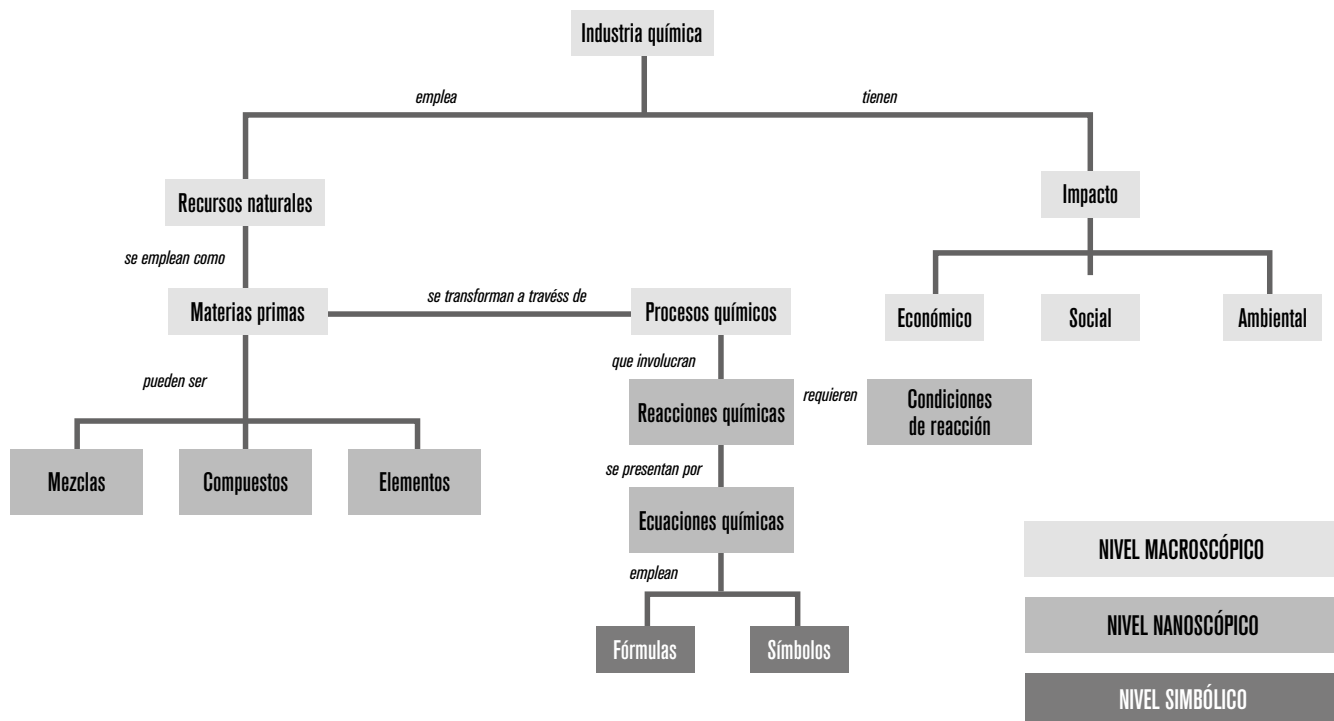 Industria química
emplea
tienen
Recursos naturales
Impacto
se emplean como
Materias primas
se transforman a travéss de
Procesos químicos
Económico
Social
Ambiental
pueden ser
que involucran
Reacciones químicas
requieren
Condiciones
de reacción
Mezclas
Compuestos
Elementos
se presentan por
Ecuaciones químicas
emplean
Fórmulas
Símbolos
NIVEL MACROSCÓPICO
NIVEL NANOSCÓPICO
NIVEL SIMBÓLICO